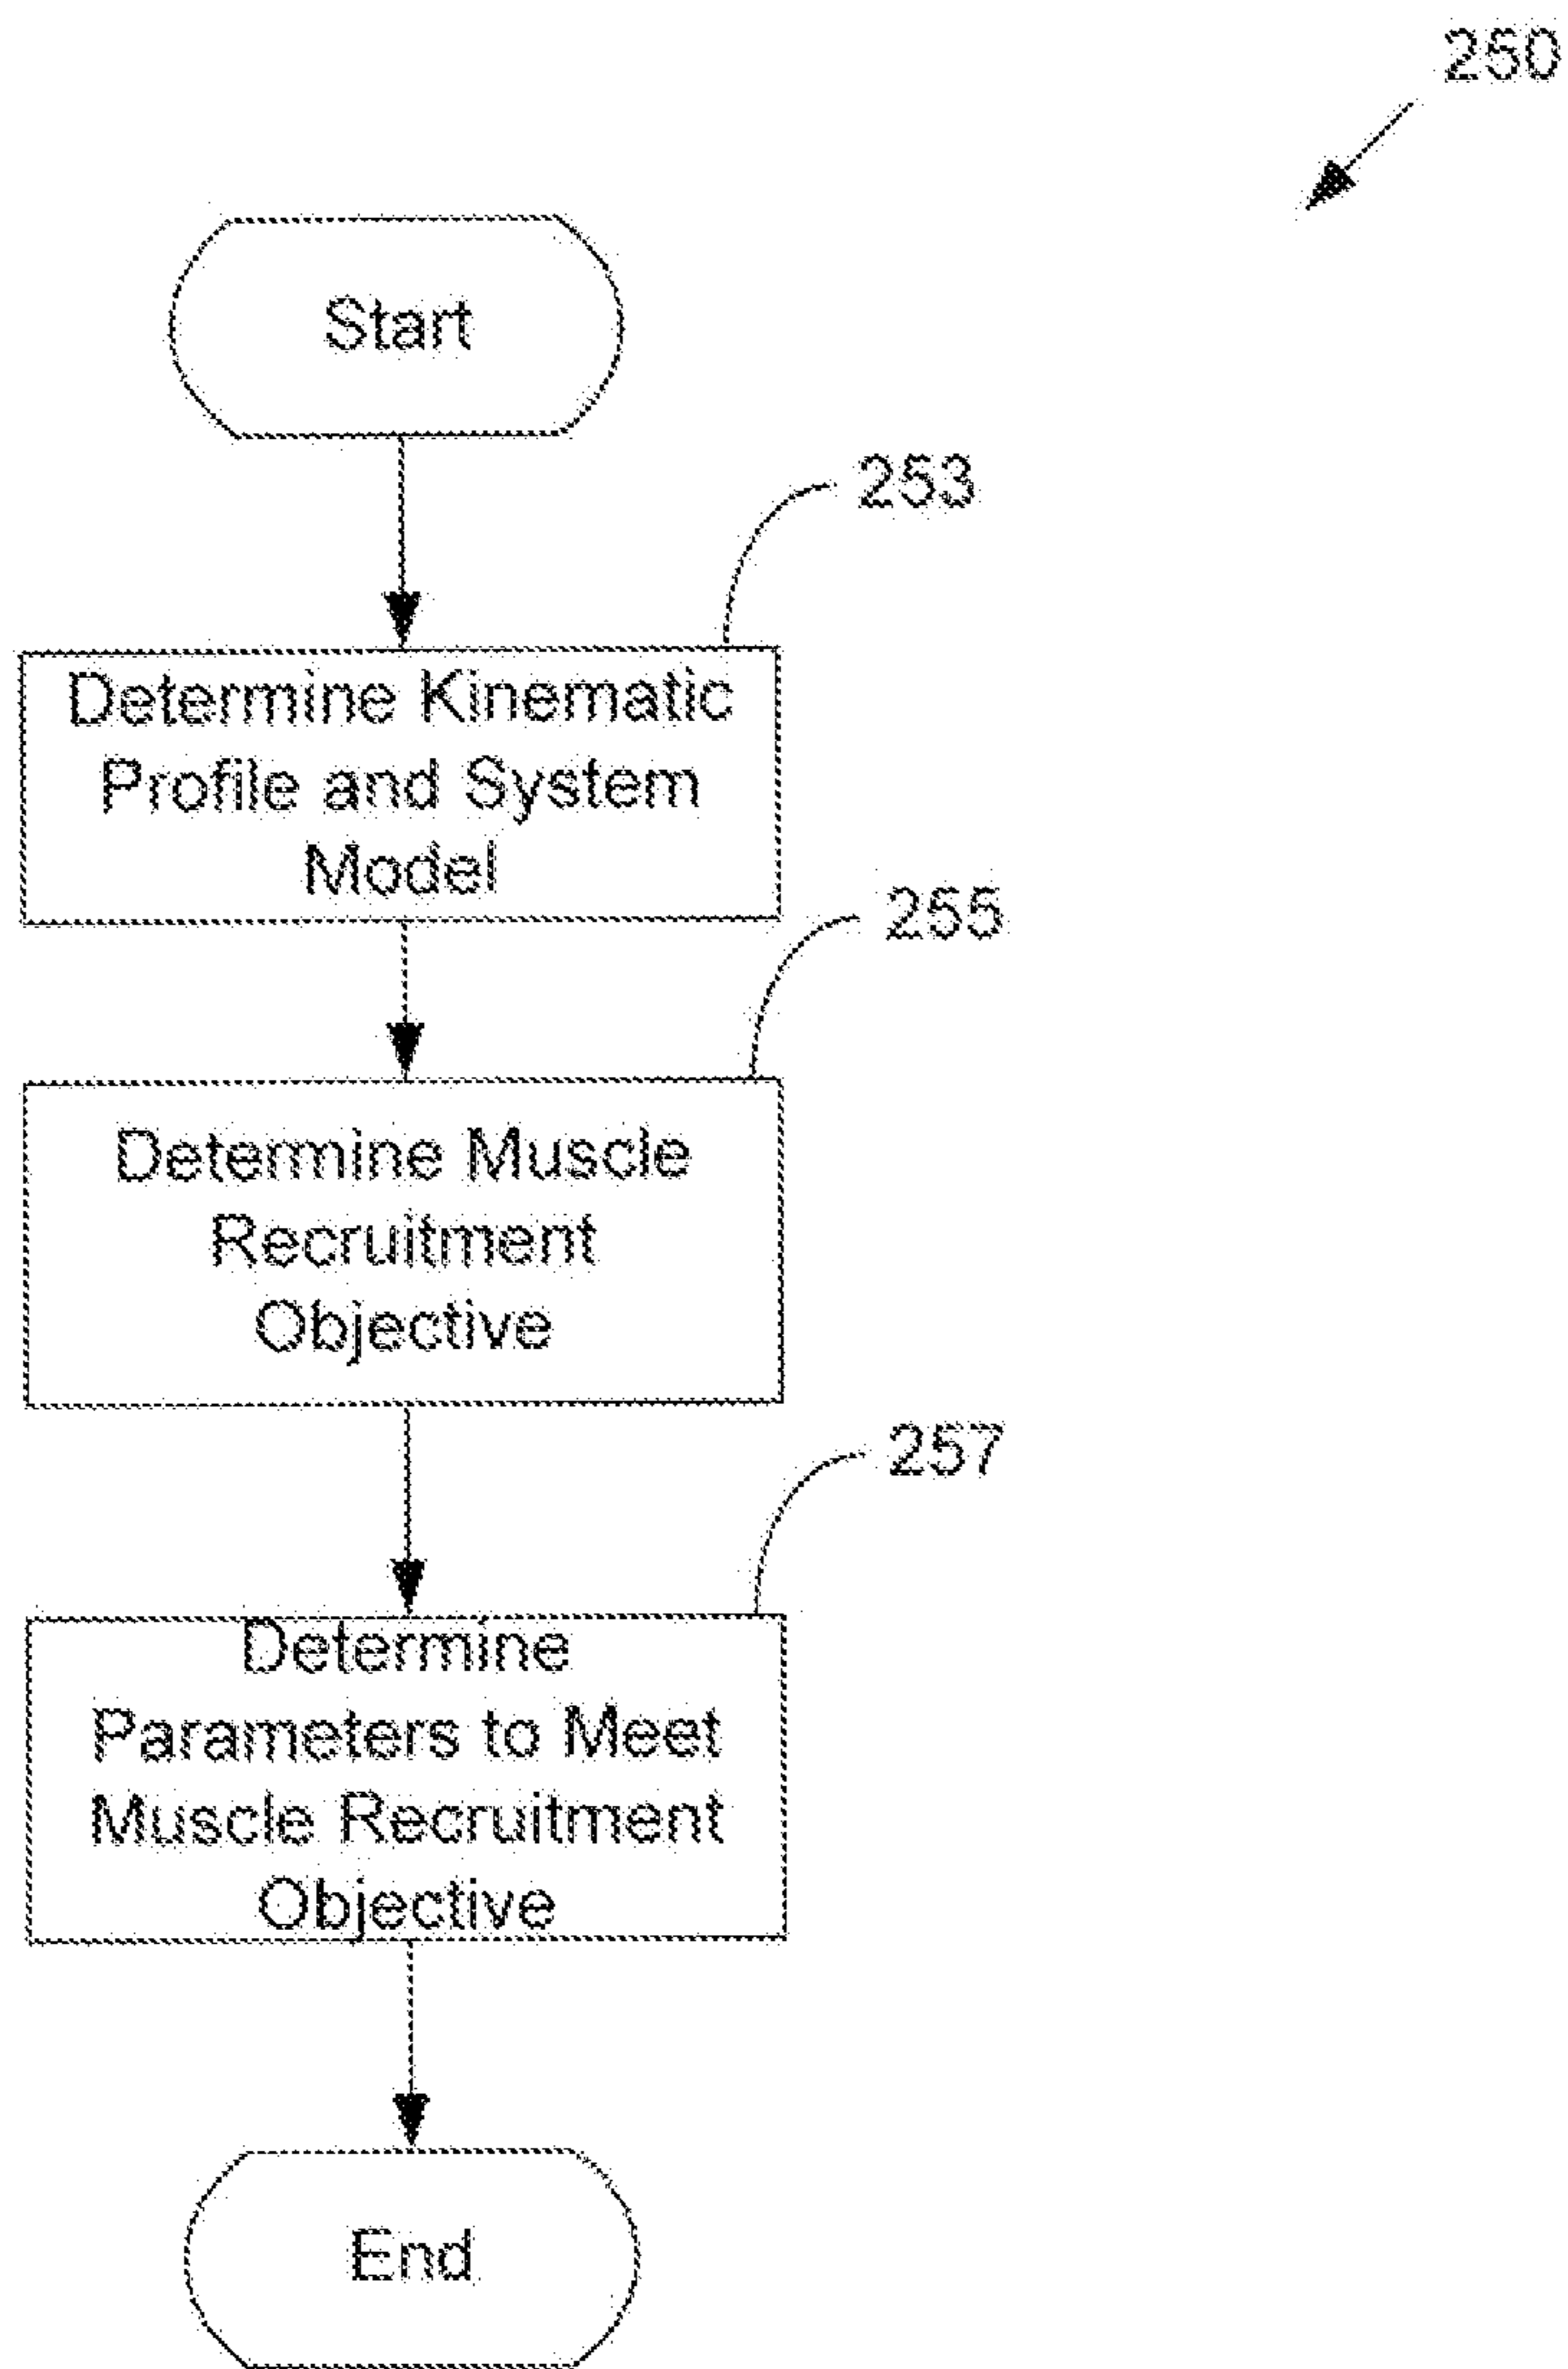 250
Start
253
Determine Kinematic
Profile and System
Model
255
Determine Muscle
Recruitment
Objective
257
Determine
Parameters to Meet
Muscle Recruitment
Objective
End